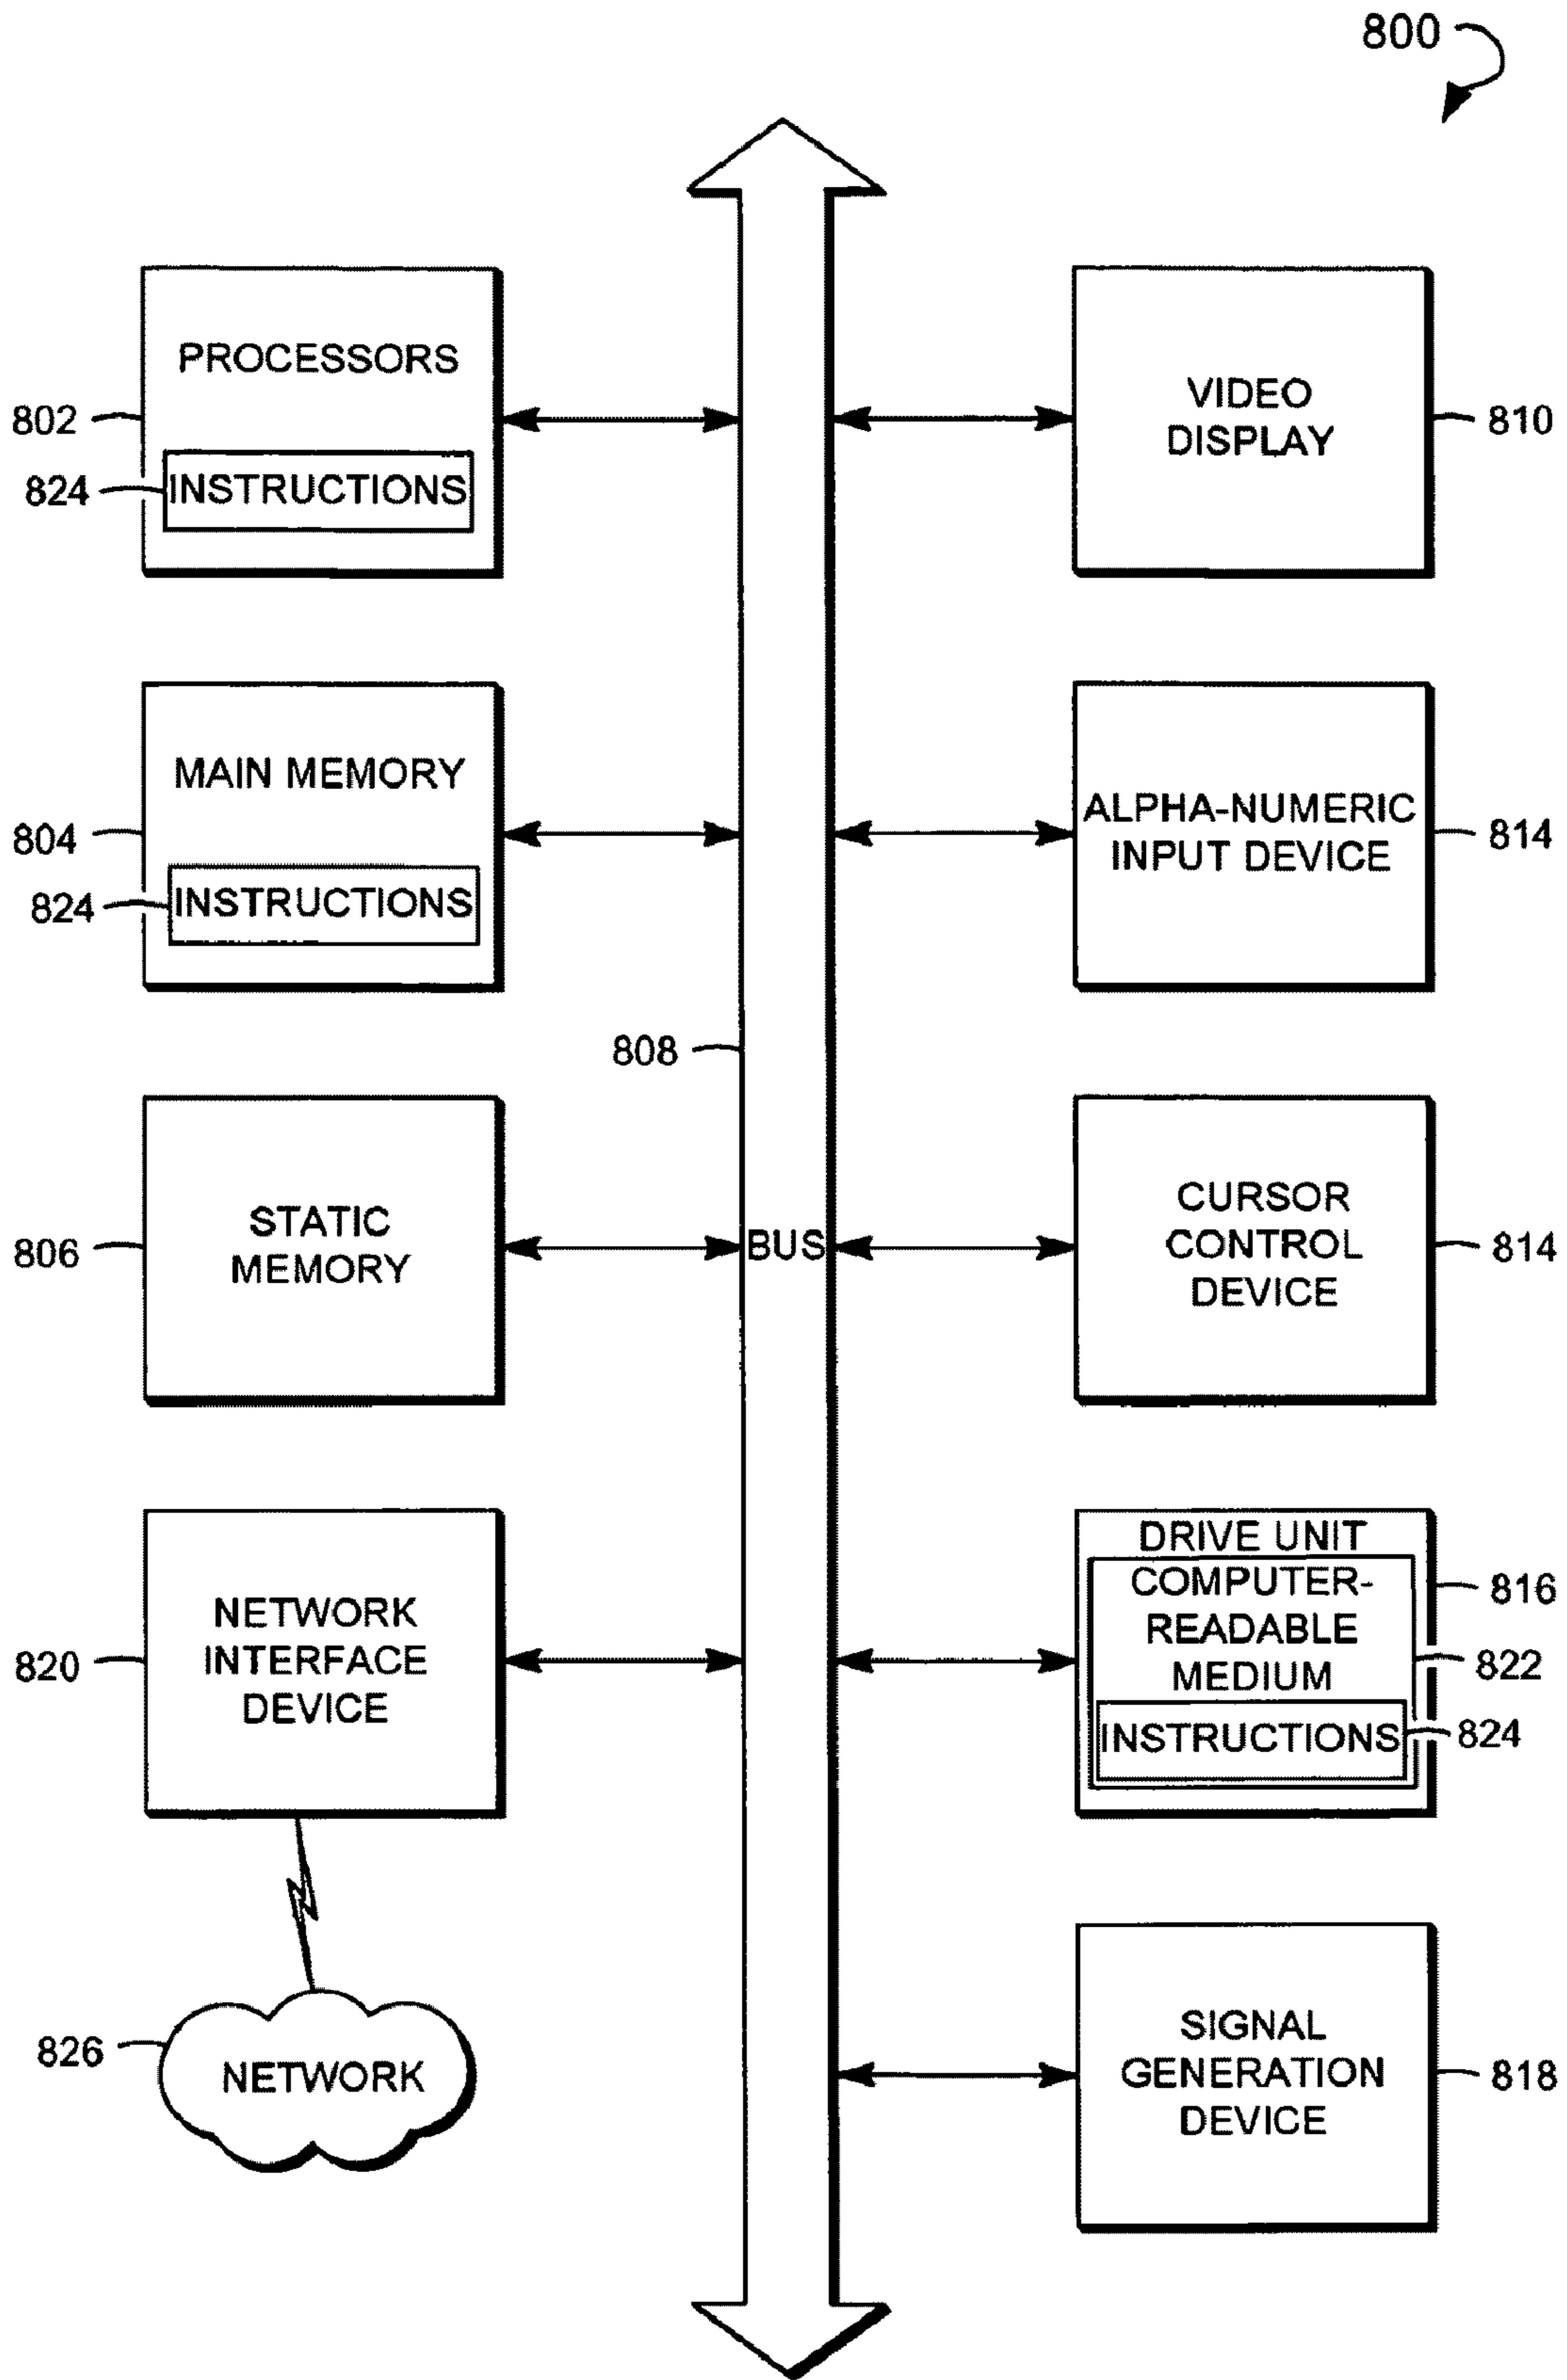 800
PROCESSORS
802
824
INSTRUCTIONS
VIDEO
DISPLAY
810
MAIN MEMORY
804
824
INSTRUCTIONS
ALPHA-NUMERIC
INPUT DEVICE
814
808
STATIC
MEMORY
806
BUS
CURSOR
CONTROL
DEVICE
814
NETWORK
INTERFACE
DEVICE
820
DRIVE UNIT
COMPUTER-
READABLE
MEDIUM
INSTRUCTIONS
816
822
824
826
NETWORK
SIGNAL
GENERATION
DEVICE
818